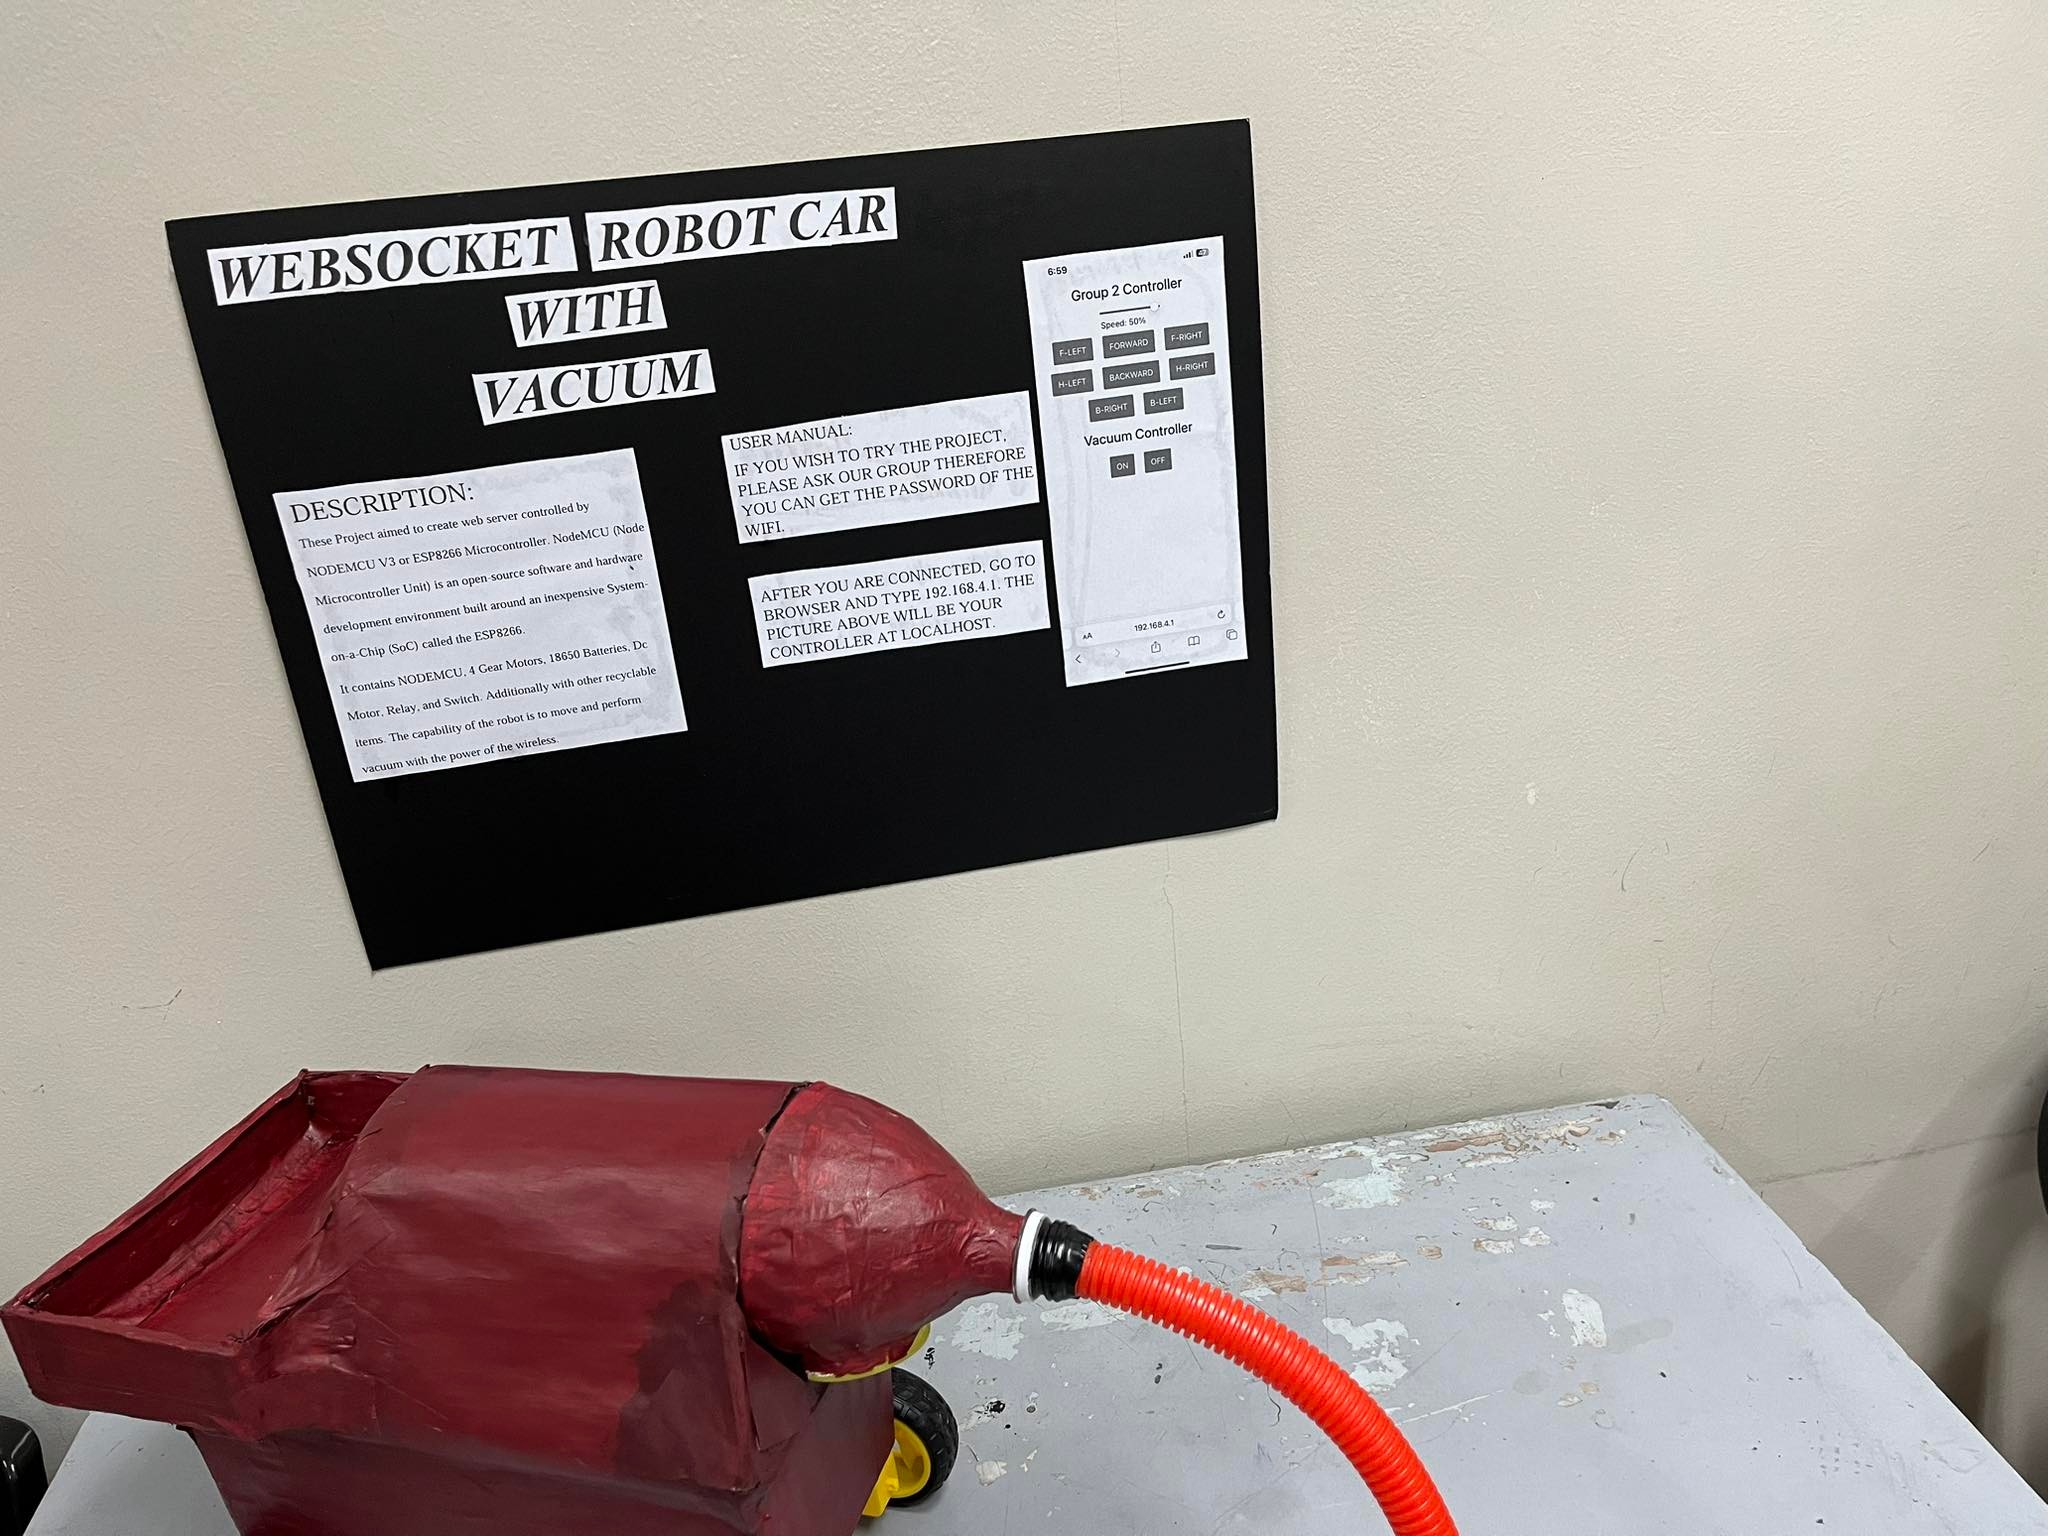 WEBSOCKET ROBOT CAR
WITH
VACUUM
DESCRIPTION:
These Project aimed to create web server controlled by
NODEMCU V3 or ESP8266 Microcontroller. NodeMCU (Node
Microcontroller Unit) is an open-source software and hardware
development environment built around an inexpensive System-
on-a-Chip (SoC) called the ESP8266.
It contains NODEMCU, 4 Gear Motors, 18650 Batteries, Dc
Motor, Relay, and Switch. Additionally with other recyclable
items. The capability of the robot is to move and perform
vacuum with the power of the wireless.
USER MANUAL:
IF YOU WISH TO TRY THE PROJECT,
PLEASE ASK OUR GROUP THEREFORE
YOU CAN GET THE PASSWORD OF THE
WIFI.
AFTER YOU ARE CONNECTED, GO TO
BROWSER AND TYPE 192.168.4.1. THE
PICTURE ABOVE WILL BE YOUR
CONTROLLER AT LOCALHOST.
6:59
Group 2 Controller
Speed: 50%
F-LEFT FORWARD F-RIGHT
H-LEFT BACKWARD H-RIGHT
B-RIGHT B-LEFT
Vacuum Controller
ON OFF
AA 192.168.4.1